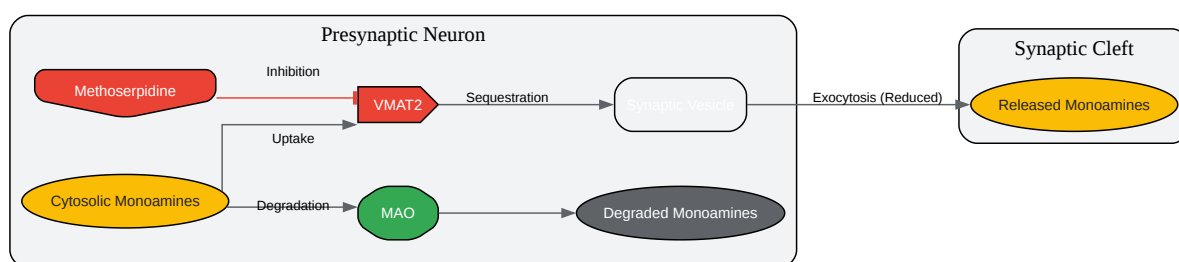 Presynaptic Neuron
Synaptic Cleft
Inhibition
Methoserpidine
VMAT2
Sequestration
Synaptic Vesicle
Exocytosis (Reduced)
Released Monoamines
Uptake
Cytosolic Monoamines
Degradation
MAO
Degraded Monoamines